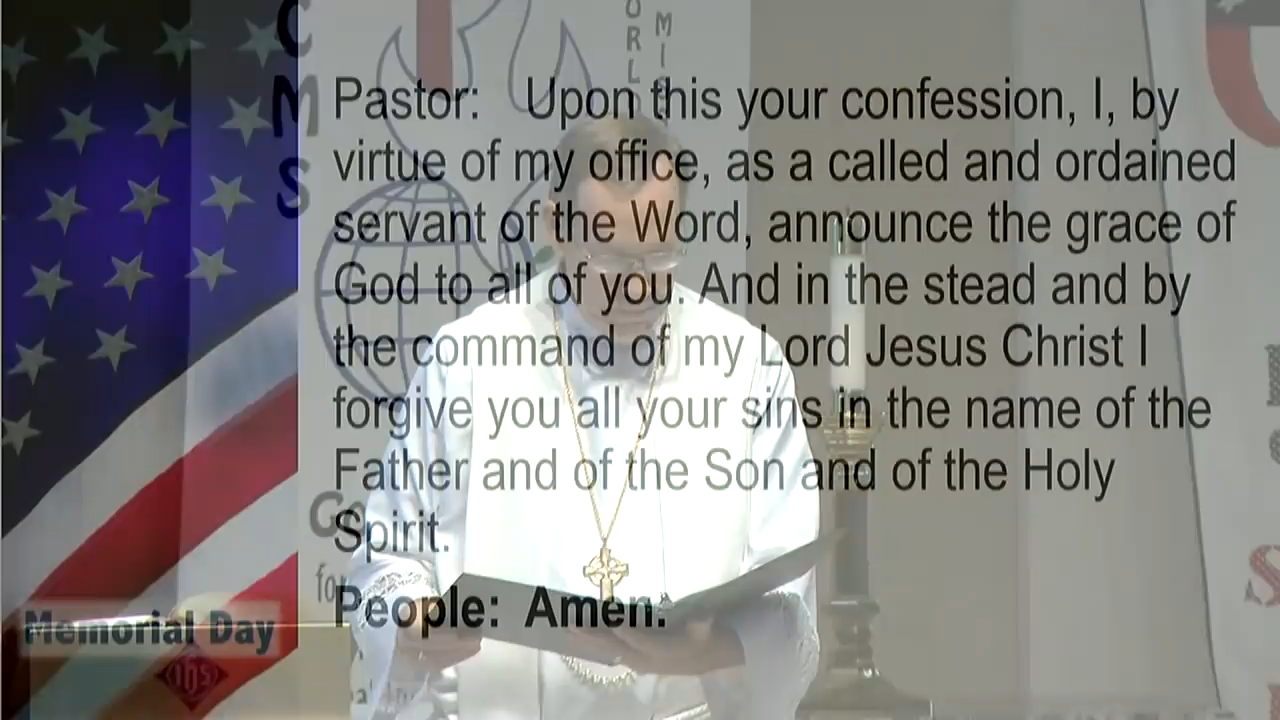 C
M
S
ORL
MIS
Pastor: Upon this your confession, I, by
virtue of my office, as a called and ordained
servant of the Word, announce the grace of
God to all of you. And in the stead and by
the command of my Lord Jesus Christ I
forgive you all your sins in the name of the
Father and of the Son and of the Holy
Spirit.
People: Amen.
Memorial Day
IHS